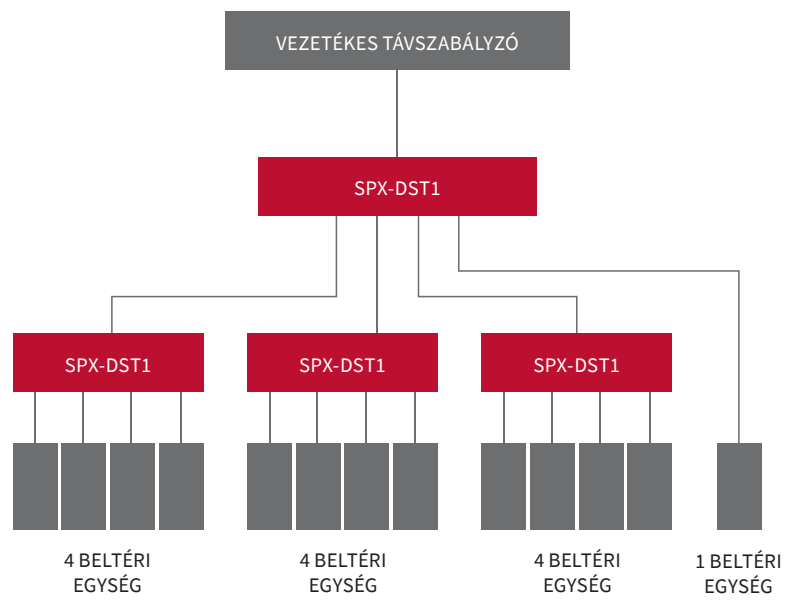 VEZETÉKES TÁVSZABÁLYZÓ
SPX-DST1
SPX-DST1
SPX-DST1
SPX-DST1
4 BELTÉRI
EGYSÉG
4 BELTÉRI
EGYSÉG
4 BELTÉRI
EGYSÉG
1 BELTÉRI
EGYSÉG